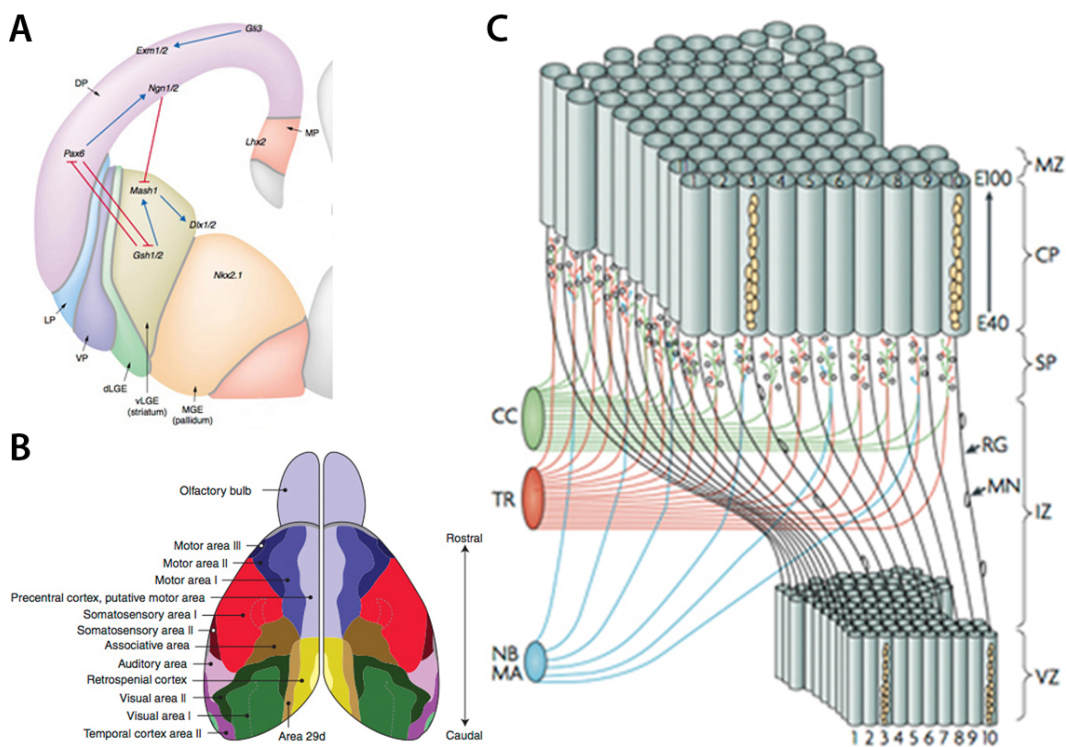 A
Gli3
Exm1/2
DP
Ngn1/2
MP
Lhx2
Pax6
Mash1
Dlx1/2
Gsh1/2
Nkx2.1
LP
VP
dLGE
vLGE
(striatum)
MGE
(pallidum)
B
Olfactory bulb
Rostral
Motor area III
Motor area II
Motor area I
Precentral cortex, putative motor area
Somatosensory area I
Somatosensory area II
Associative area
Auditory area
Retrospenial cortex
Visual area II
Visual area I
Temporal cortex area II
Area 29d
Caudal
C
MZ
1 2 3 4 5 6 7 8 9 10
E100
CP
E40
SP
CC
RG
TR
MN
IZ
NB
MA
VZ
1 2 3 4 5 6 7 8 9 10